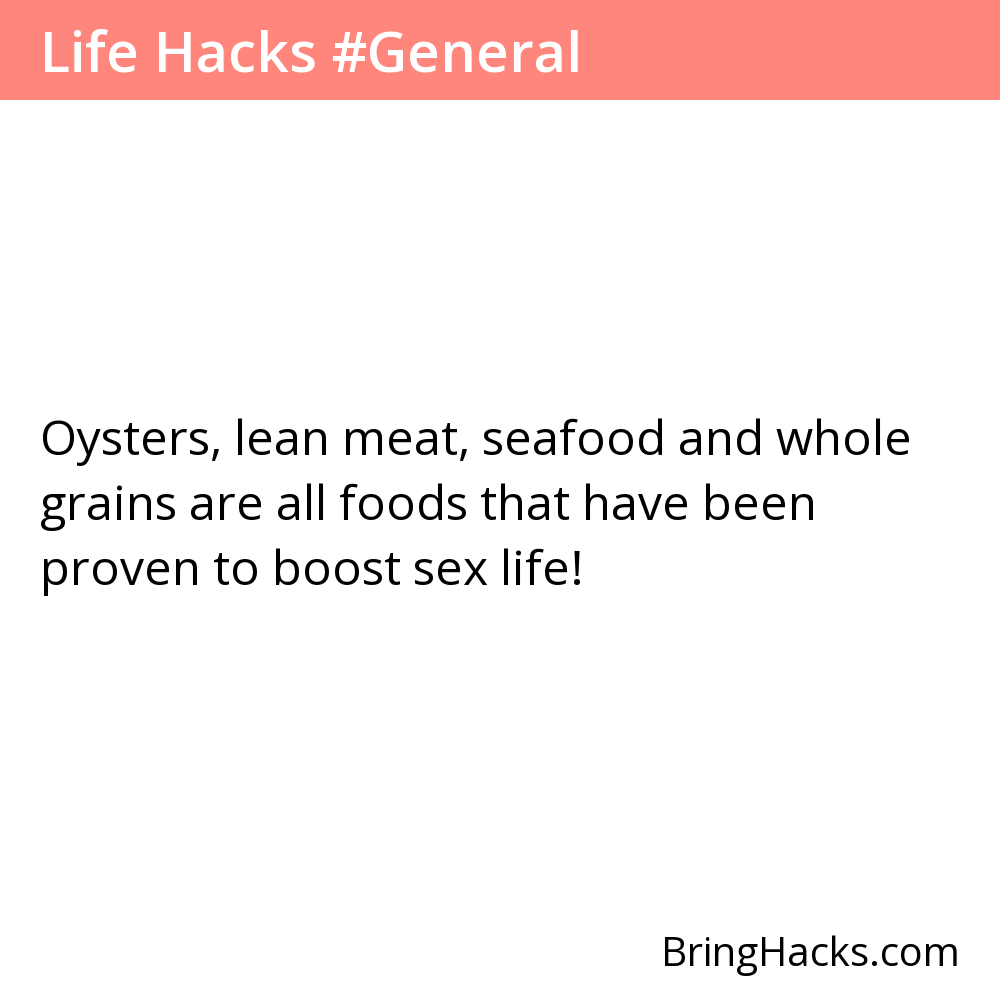 Life Hacks #General
Oysters, lean meat, seafood and whole
grains are all foods that have been
proven to boost sex life!
BringHacks.com